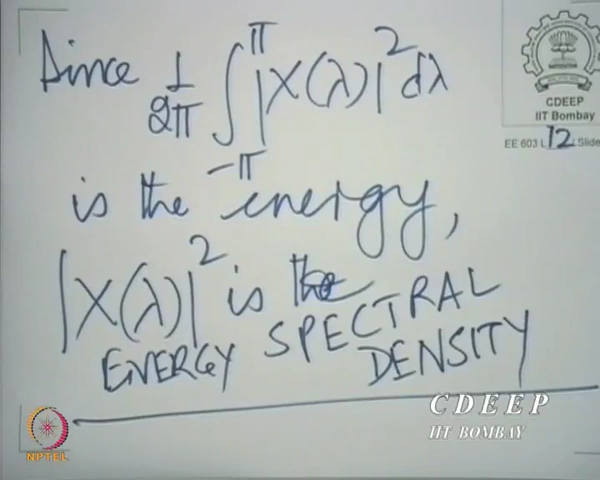 Since 1/2π ∫_{-π}^{π} |X(λ)|² dλ
is the energy,
|X(λ)|² is the
ENERGY SPECTRAL
DENSITY
CDEEP
IIT Bombay
EE 603 L 12 / Slide
CDEEP
IIT BOMBAY
NPTEL